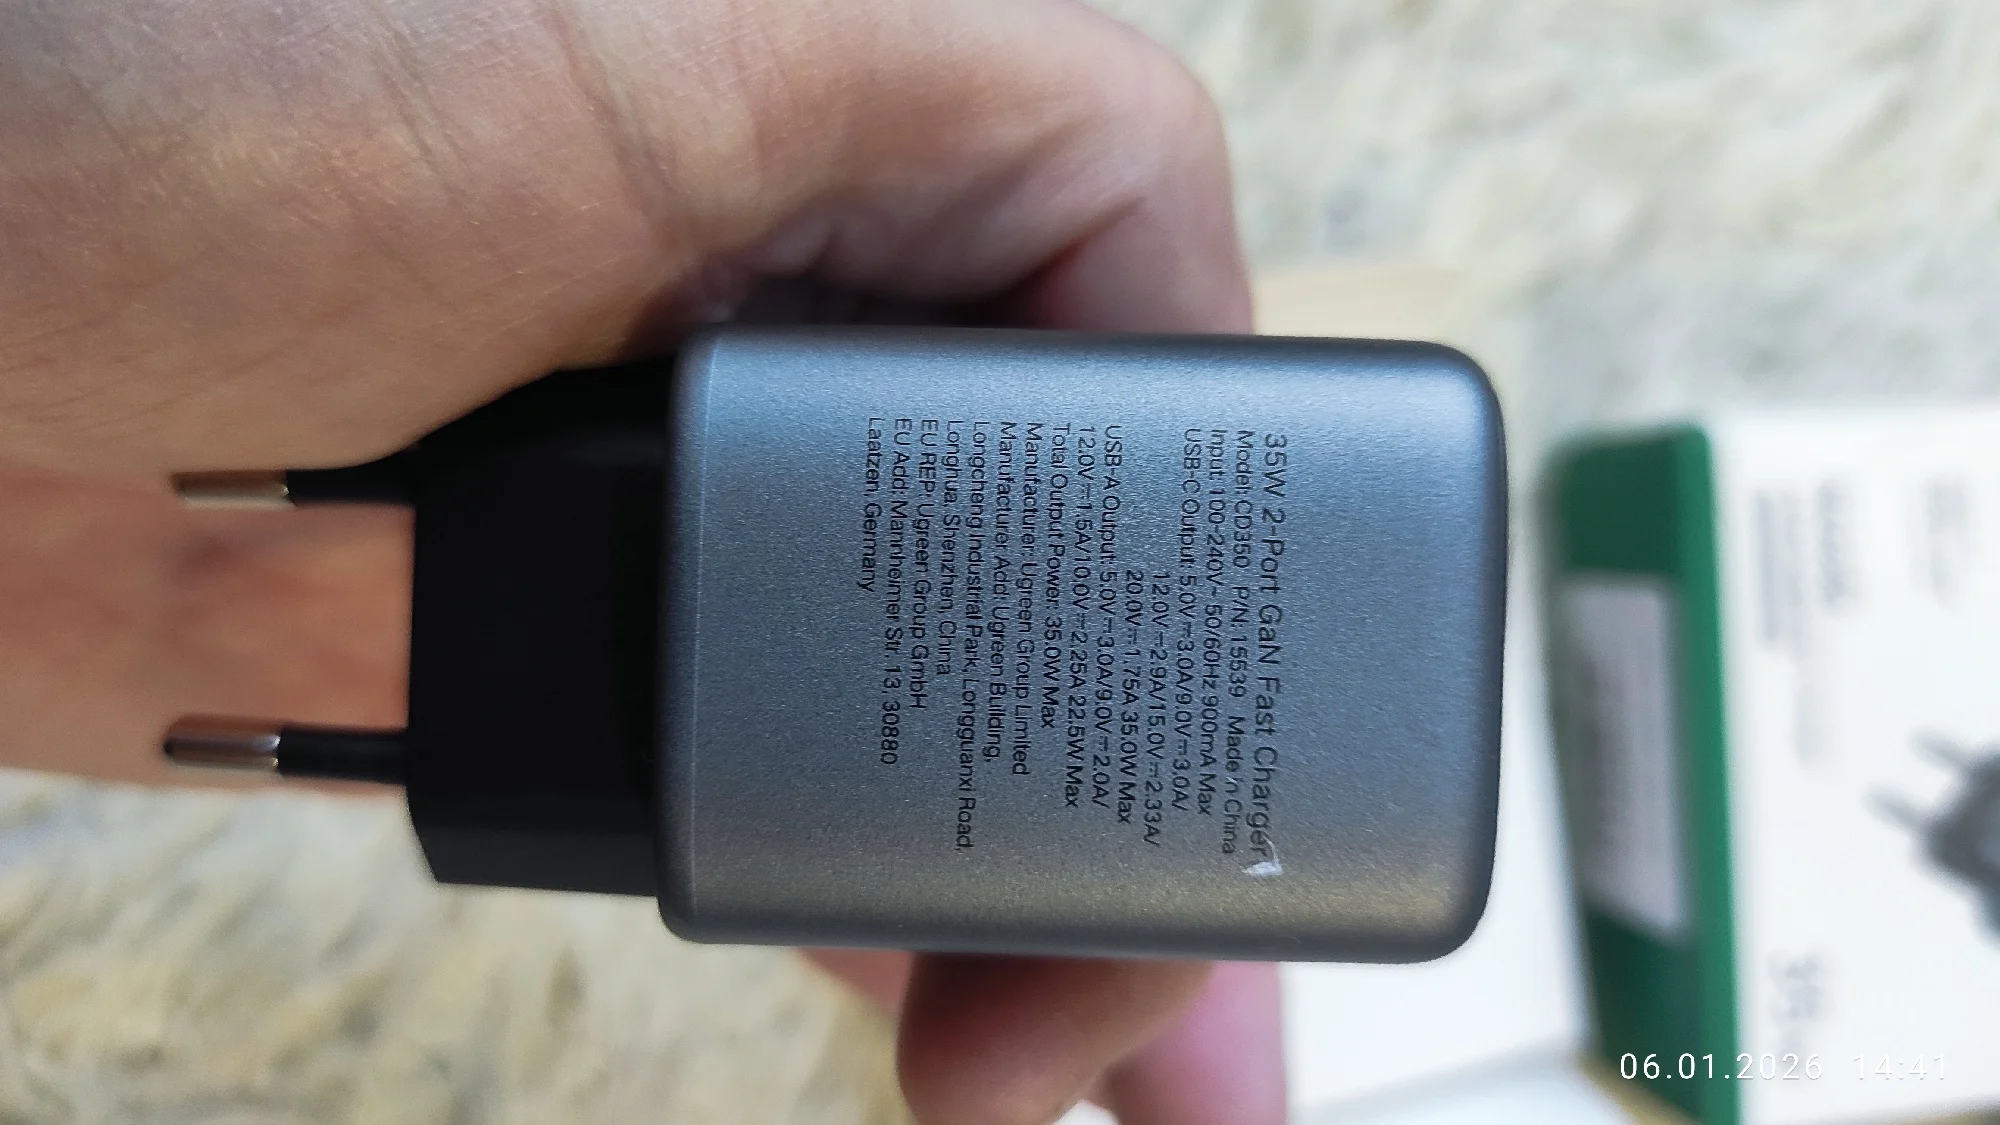 35W 2-Port GaN Fast Charger
Model: CD350 P/N: 15539 Made in China
Input: 100-240V~ 50/60Hz 900mA Max
USB-C Output: 5.0V⎓3.0A/9.0V⎓3.0A/
12.0V⎓2.9A/15.0V⎓2.33A/
20.0V⎓1.75A 35.0W Max
USB-A Output: 5.0V⎓3.0A/9.0V⎓2.0A/
12.0V⎓1.5A/10.0V⎓2.25A 22.5W Max
Total Output Power: 35.0W Max
Manufacturer: Ugreen Group Limited
Manufacturer Add: Ugreen Building,
Longcheng Industrial Park, Longguanxi Road,
Longhua, Shenzhen, China
EU REP: Ugreen Group GmbH
EU Add: Mannheimer Str. 13, 30880
Laatzen, Germany
06.01.2026 14:41